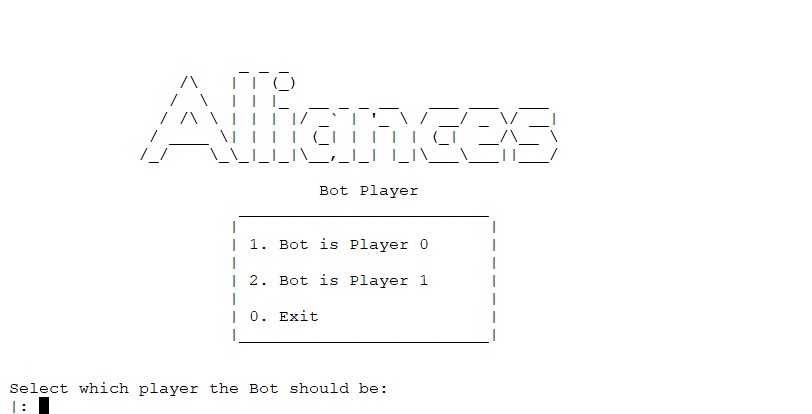 Alliances
Bot Player
1. Bot is Player 0
2. Bot is Player 1
0. Exit
Select which player the Bot should be:
|: